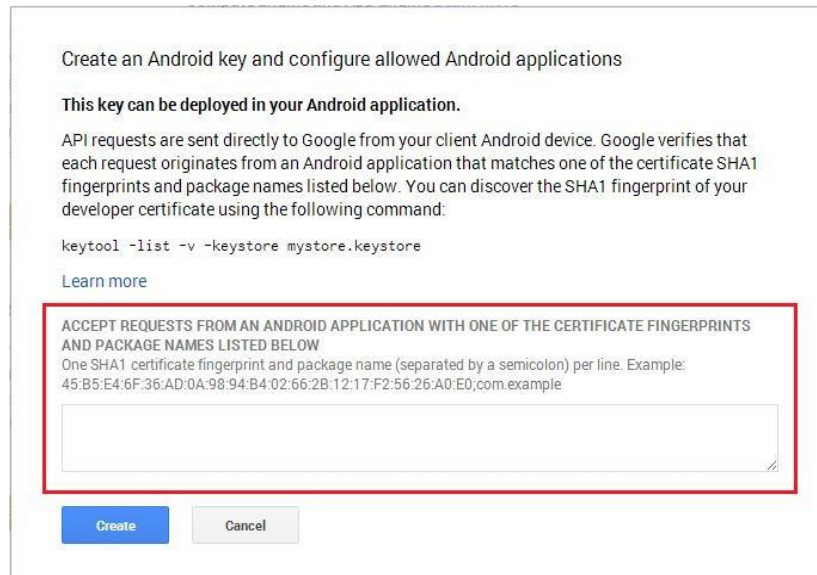 Create an Android key and configure allowed Android applications
This key can be deployed in your Android application.
API requests are sent directly to Google from your client Android device. Google verifies that
each request originates from an Android application that matches one of the certificate SHA1
fingerprints and package names listed below. You can discover the SHA1 fingerprint of your
developer certificate using the following command:
keytool -list -v -keystore mystore.keystore
Learn more
ACCEPT REQUESTS FROM AN ANDROID APPLICATION WITH ONE OF THE CERTIFICATE FINGERPRINTS
AND PACKAGE NAMES LISTED BELOW
One SHA1 certificate fingerprint and package name (separated by a semicolon) per line. Example:
45:B5:E4:6F:36:AD:0A:98:94:B4:02:66:2B:12:17:F2:56:26:A0:E0;com.example
Create
Cancel